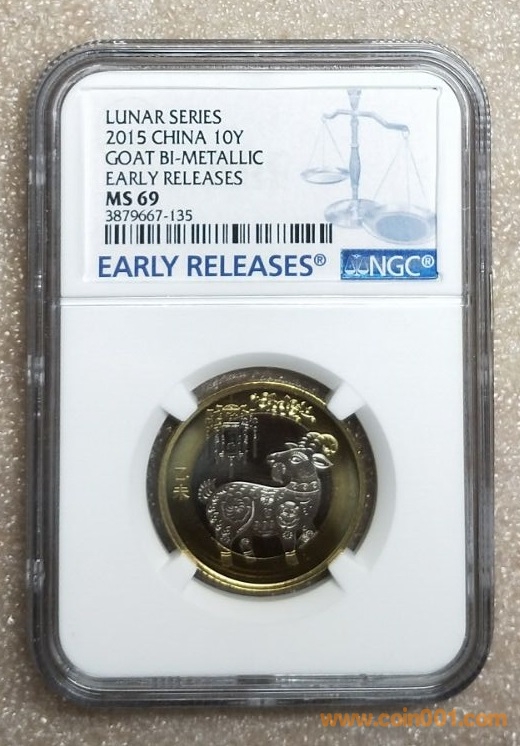 LUNAR SERIES
2015 CHINA 10Y
GOAT BI-METALLIC
EARLY RELEASES
MS 69
3879667-135
EARLY RELEASES®
NGC®
乙未
www.coin001.com